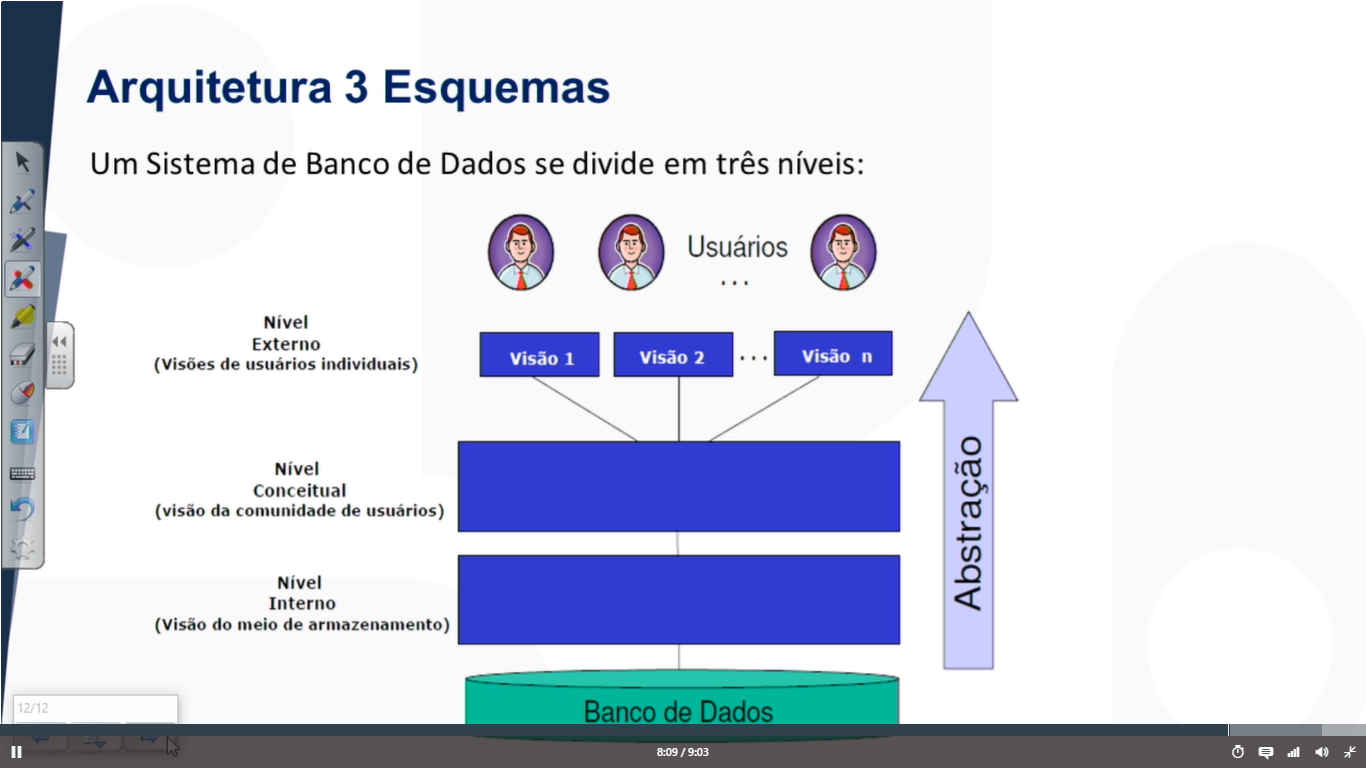 Arquitetura 3 Esquemas
Um Sistema de Banco de Dados se divide em três níveis:
Usuários
...
Nível
Externo
(Visões de usuários individuais)
Visão 1
Visão 2
...
Visão n
Nível
Conceitual
(visão da comunidade de usuários)
Nível
Interno
(Visão do meio de armazenamento)
Abstração
Banco de Dados
12/12
8:09 / 9:03